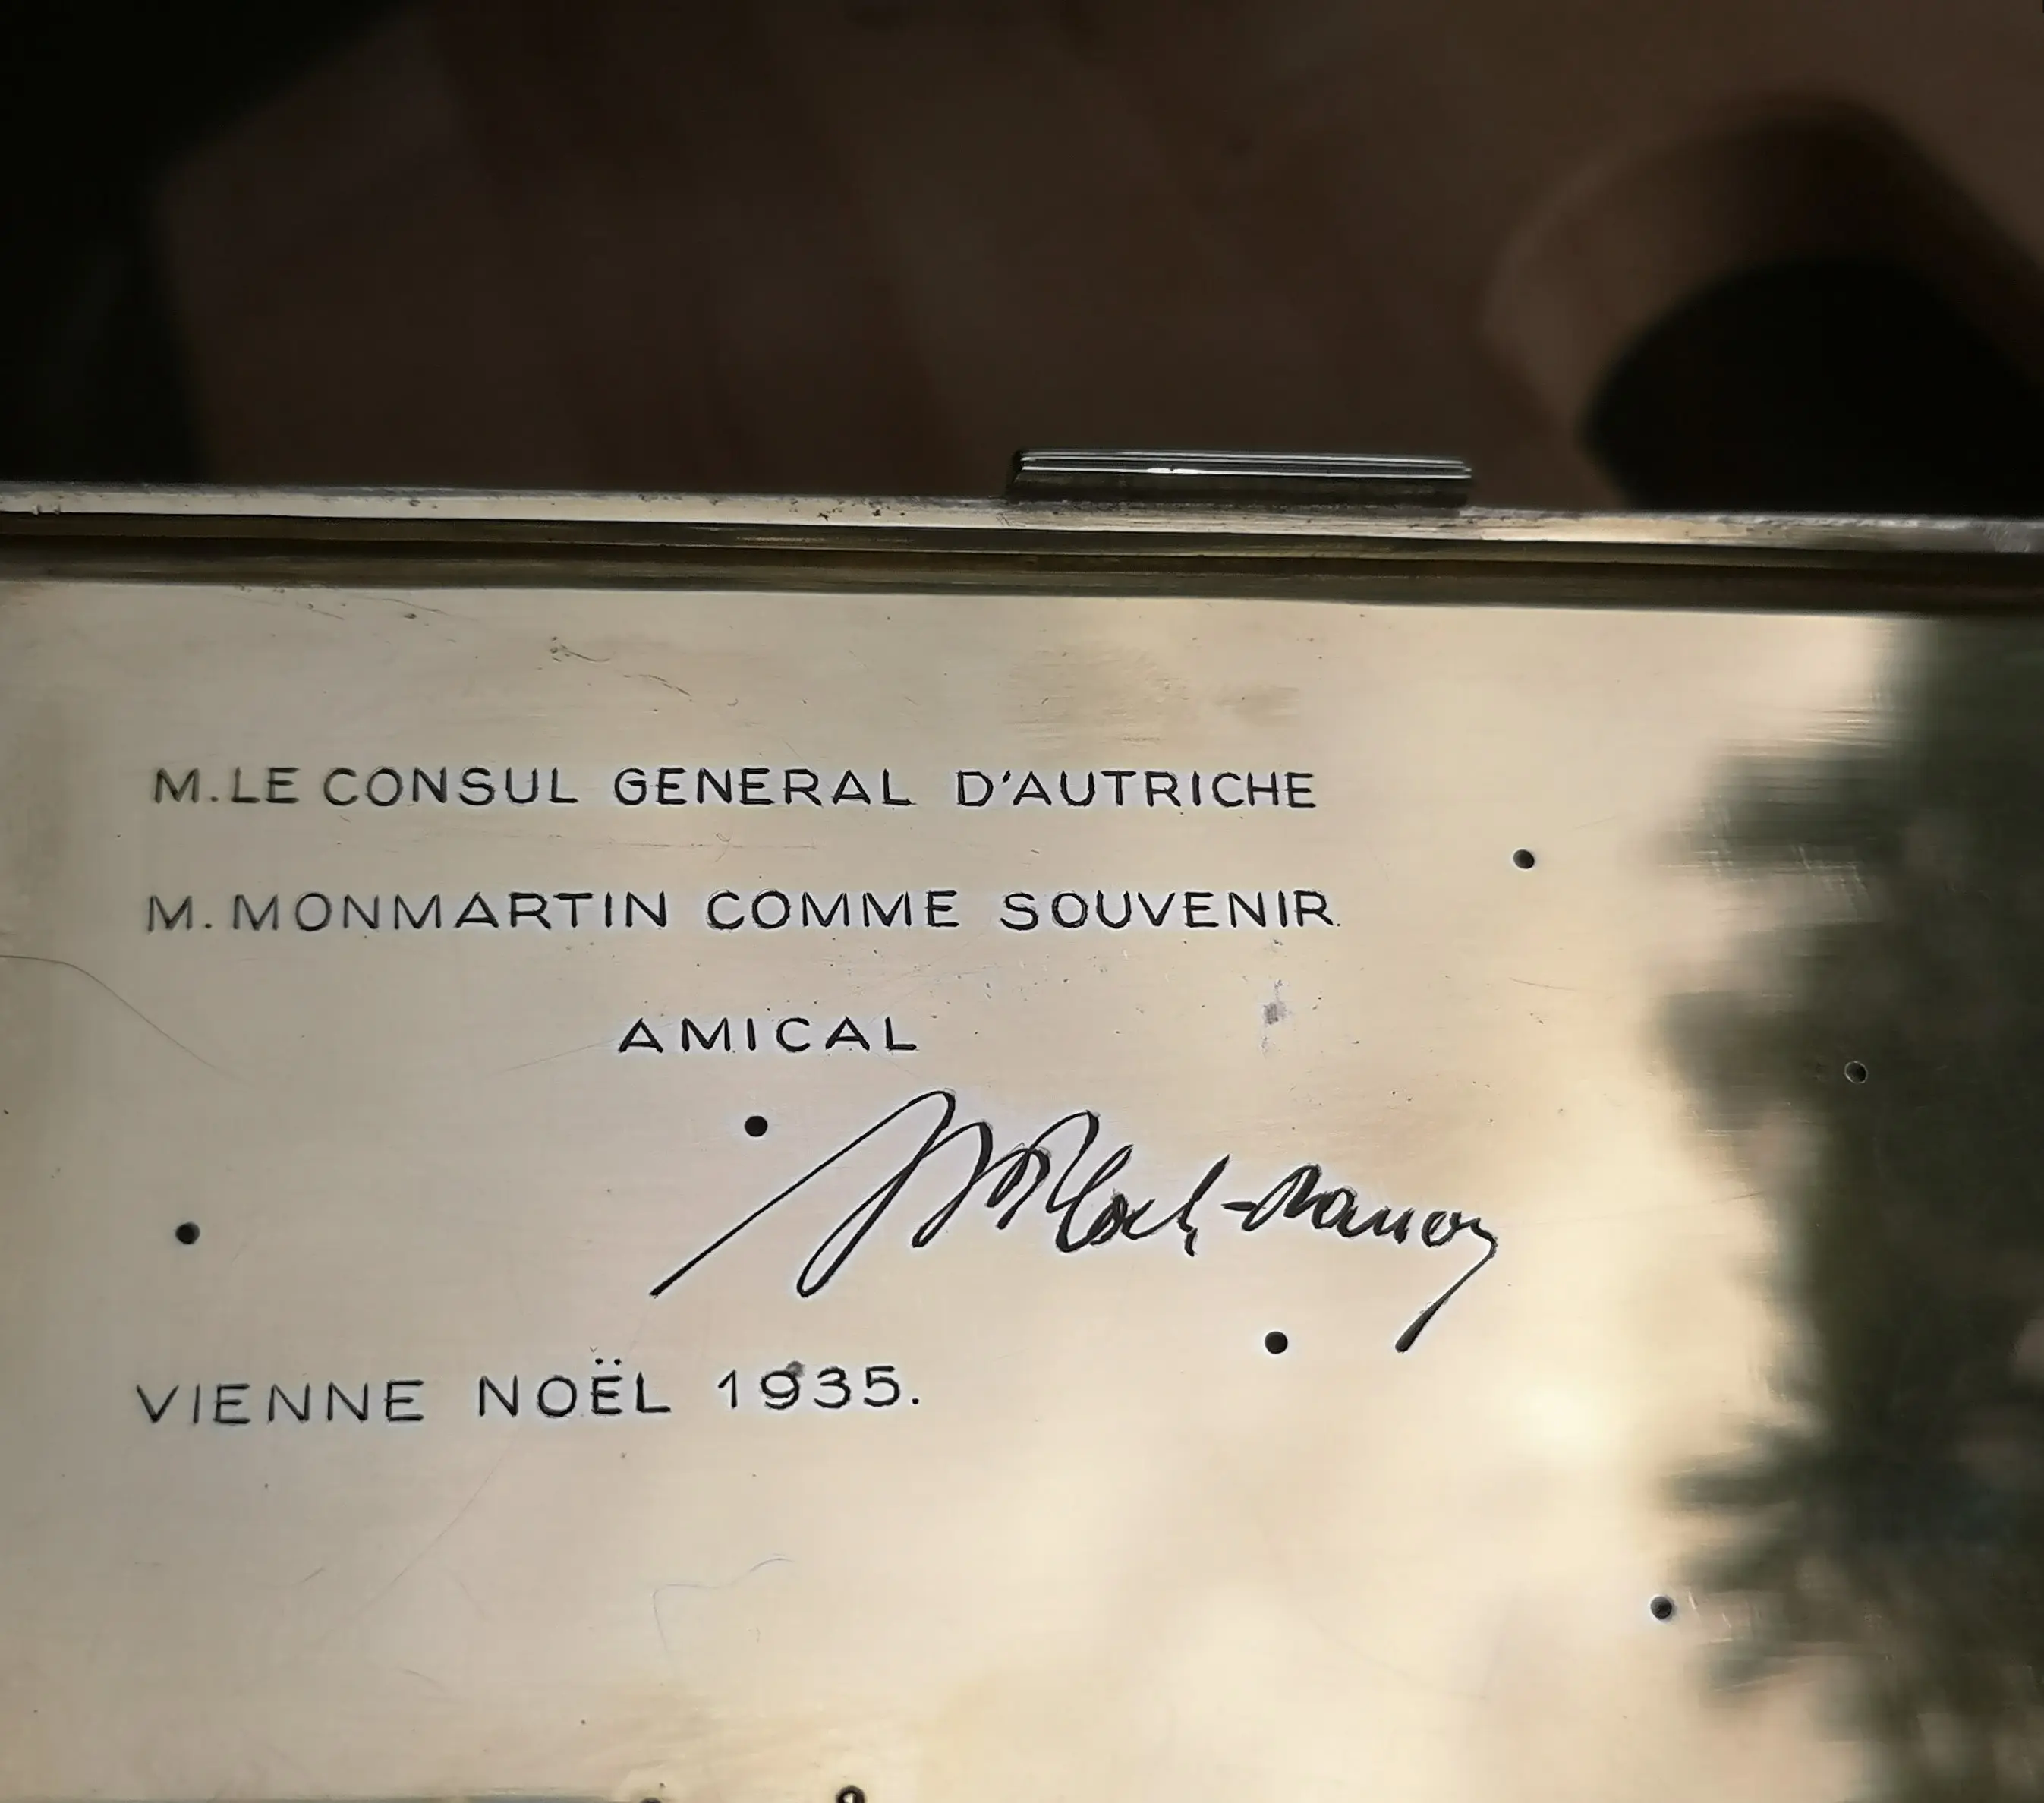 M. LE CONSUL GENERAL D'AUTRICHE
M. MONMARTIN COMME SOUVENIR
AMICAL
VIENNE NOËL 1935.